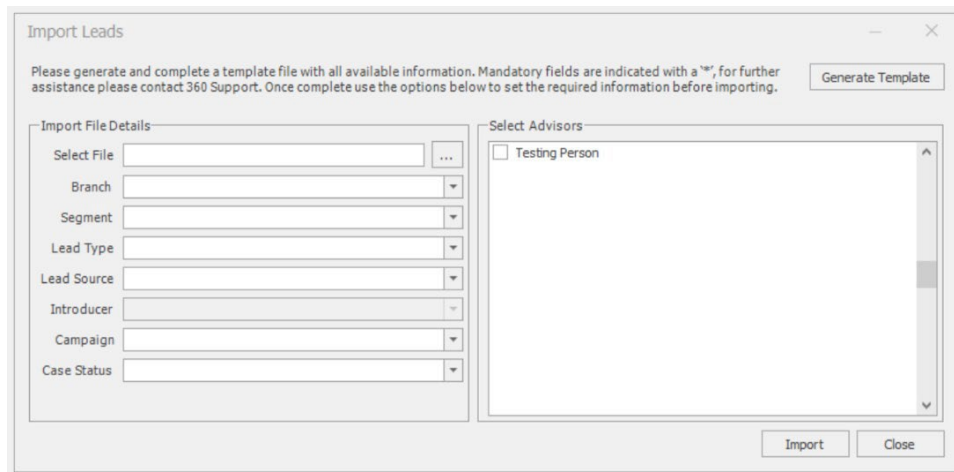 Import Leads
Please generate and complete a template file with all available information. Mandatory fields are indicated with a '*', for further
assistance please contact 360 Support. Once complete use the options below to set the required information before importing.
Generate Template
Import File Details
Select File
...
Branch
Segment
Lead Type
Lead Source
Introducer
Campaign
Case Status
Select Advisors
Testing Person
Import
Close